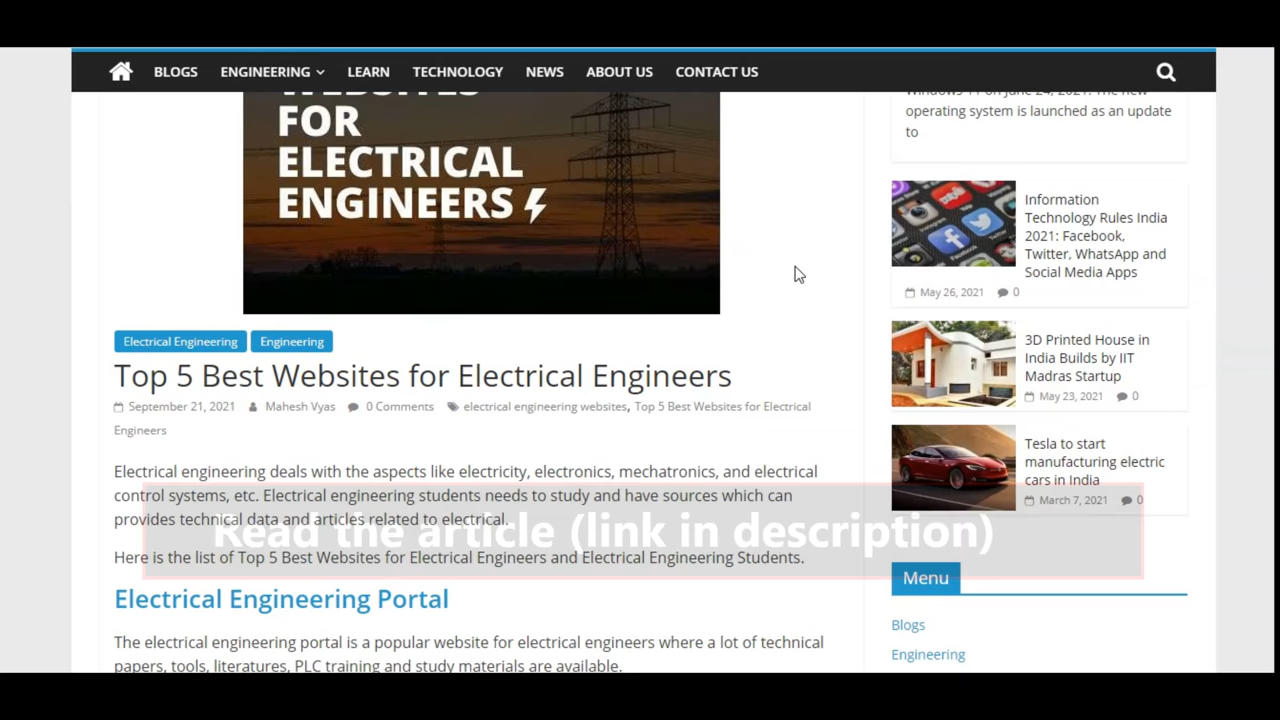 BLOGS ENGINEERING LEARN TECHNOLOGY NEWS ABOUT US CONTACT US
WEBSITES
FOR
ELECTRICAL
ENGINEERS
Electrical Engineering Engineering
Top 5 Best Websites for Electrical Engineers
September 21, 2021 Mahesh Vyas 0 Comments electrical engineering websites, Top 5 Best Websites for Electrical
Engineers
Electrical engineering deals with the aspects like electricity, electronics, mechatronics, and electrical
control systems, etc. Electrical engineering students needs to study and have sources which can
provides technical data and articles related to electrical.
Read the article (link in description)
Here is the list of Top 5 Best Websites for Electrical Engineers and Electrical Engineering Students.
Electrical Engineering Portal
The electrical engineering portal is a popular website for electrical engineers where a lot of technical
papers, tools, literatures, PLC training and study materials are available.
Windows 11 on June 24, 2021. The new
operating system is launched as an update
to
Information
Technology Rules India
2021: Facebook,
Twitter, WhatsApp and
Social Media Apps
May 26, 2021 0
3D Printed House in
India Builds by IIT
Madras Startup
May 23, 2021 0
Tesla to start
manufacturing electric
cars in India
March 7, 2021 0
Menu
Blogs
Engineering